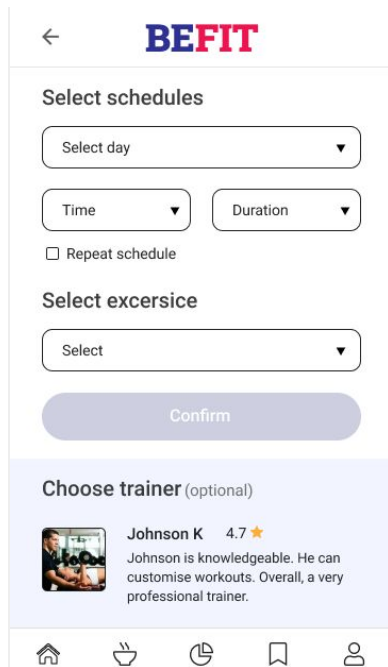 BEFIT
Select schedules
Select day
Time
Duration
Repeat schedule
Select excersice
Select
Confirm
Choose trainer (optional)
Johnson K 4.7
Johnson is knowledgeable. He can
customise workouts. Overall, a very
professional trainer.